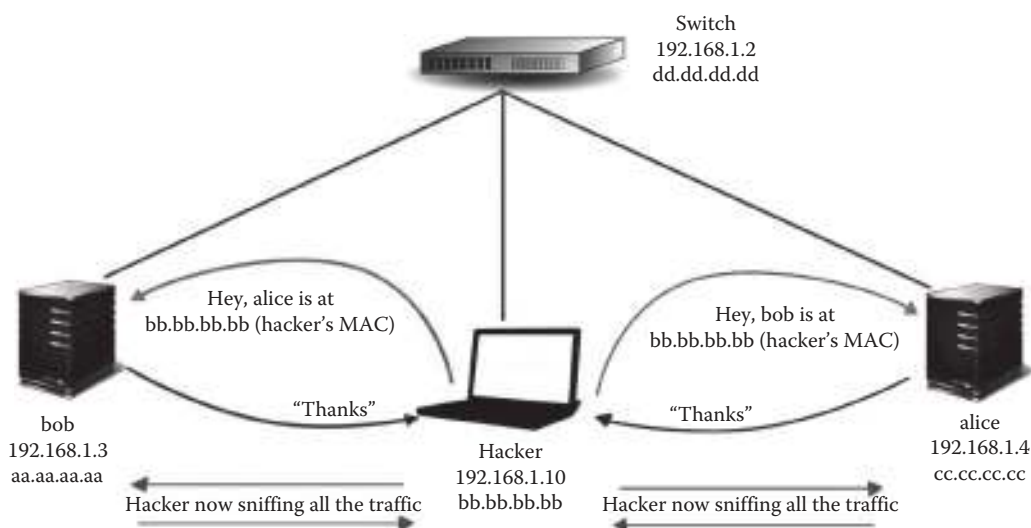 Switch
192.168.1.2
dd.dd.dd.dd
Hey, alice is at
bb.bb.bb.bb (hacker's MAC)
Hey, bob is at
bb.bb.bb.bb (hacker's MAC)
“Thanks”
“Thanks”
bob
192.168.1.3
aa.aa.aa.aa
Hacker
192.168.1.10
bb.bb.bb.bb
alice
192.168.1.4
cc.cc.cc.cc
Hacker now sniffing all the traffic
Hacker now sniffing all the traffic